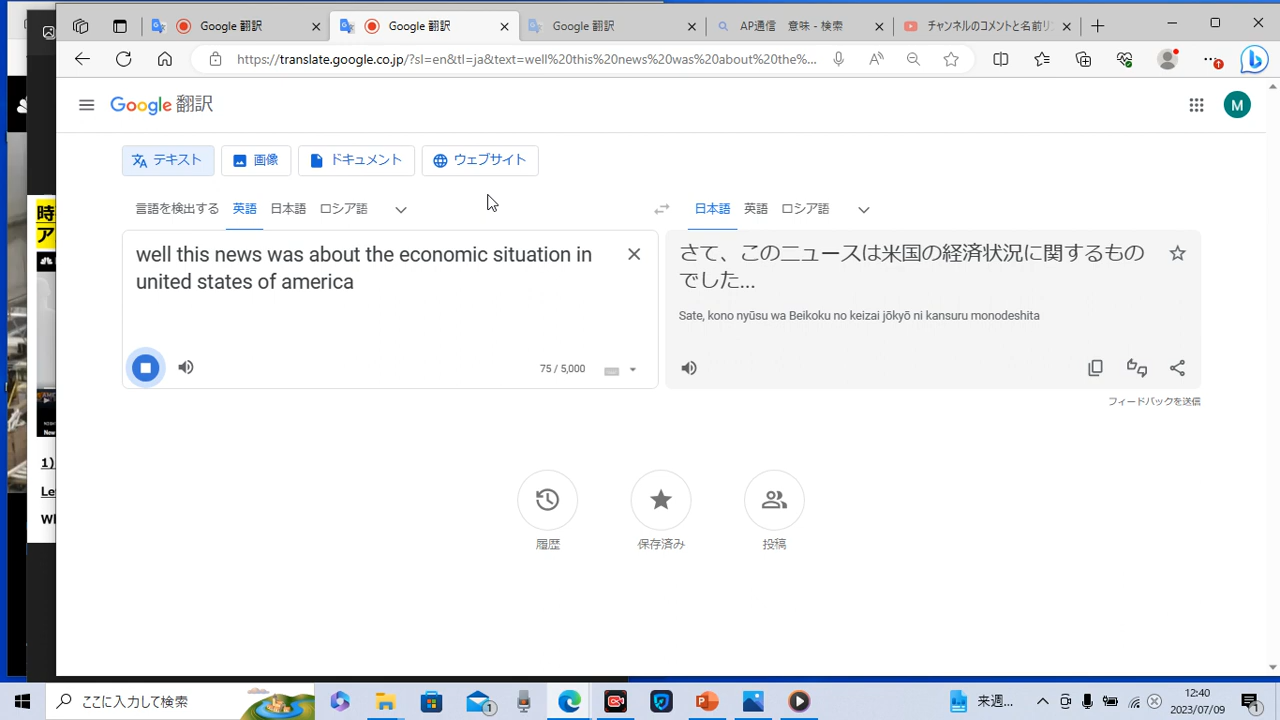 Google 翻訳
Google 翻訳
Google 翻訳
AP通信 意味 - 検索
チャンネルのコメントと名前リ
https://translate.google.co.jp/?sl=en&tl=ja&text=well%20this%20news%20was%20about%20the%...
Google 翻訳
M
テキスト
画像
ドキュメント
ウェブサイト
言語を検出する 英語 日本語 ロシア語
日本語 英語 ロシア語
well this news was about the economic situation in
united states of america
75 / 5,000
さて、このニュースは米国の経済状況に関するもの
でした...
Sate, kono nyūsu wa Beikoku no keizai jōkyō ni kansuru monodeshita
フィードバックを送信
履歴
保存済み
投稿
時
ア
New
1)
Le
Wl
ここに入力して検索
1
来週...
12:40
2023/07/09
1